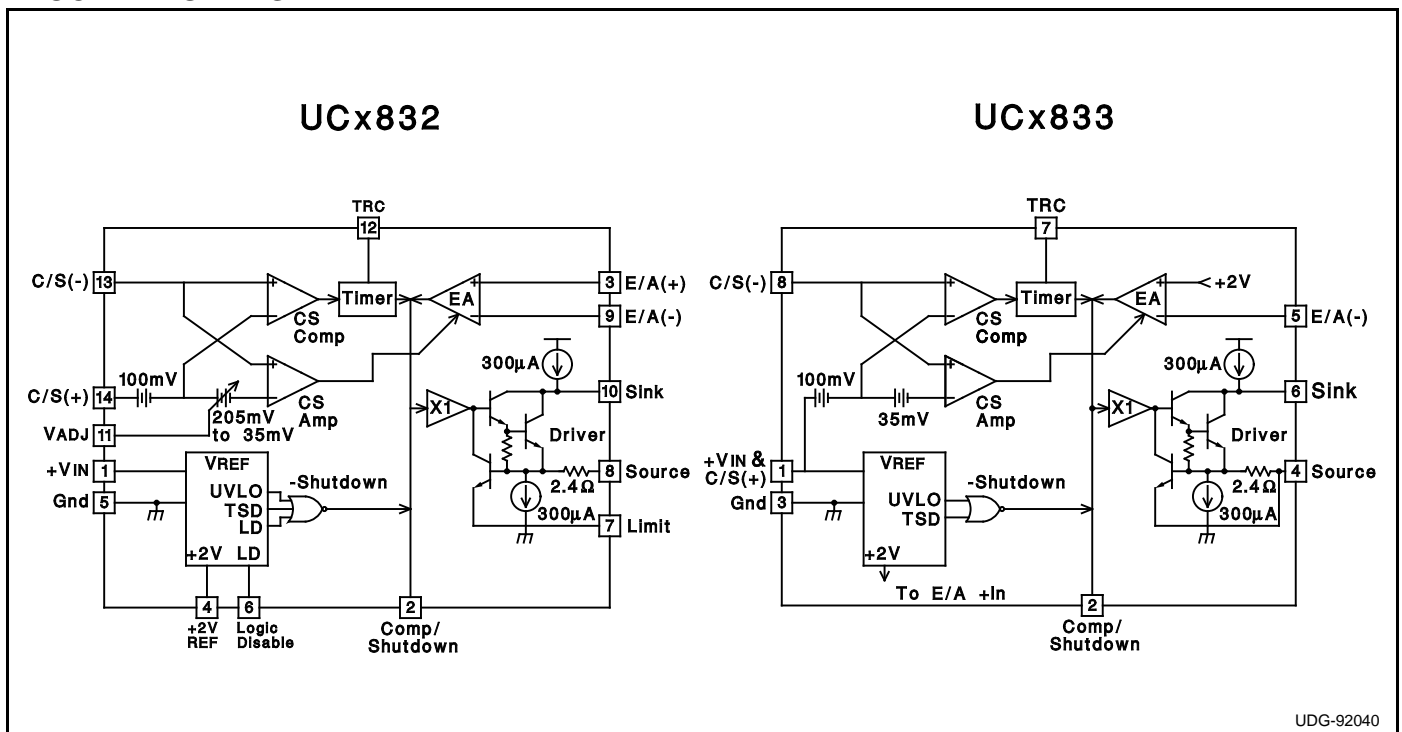 UCx832
TRC
12
C/S(-) 13
CS
Comp
Timer
EA
3 E/A(+)
9 E/A(-)
100mV
C/S(+) 14
205mV
to 35mV
CS
Amp
VADJ 11
+VIN 1
Gnd 5
VREF
UVLO
TSD
LD
+2V LD
-Shutdown
X1
300µA
10 Sink
Driver
8 Source
2.4Ω
300µA
7 Limit
4
+2V
REF
6
Logic
Disable
2
Comp/
Shutdown
UCx833
TRC
7
C/S(-) 8
CS
Comp
Timer
EA
+2V
5 E/A(-)
100mV
35mV
CS
Amp
+VIN &
C/S(+)
1
Gnd 3
VREF
UVLO
TSD
+2V
To E/A +In
-Shutdown
X1
300µA
6 Sink
Driver
4 Source
2.4Ω
300µA
2
Comp/
Shutdown
UDG-92040